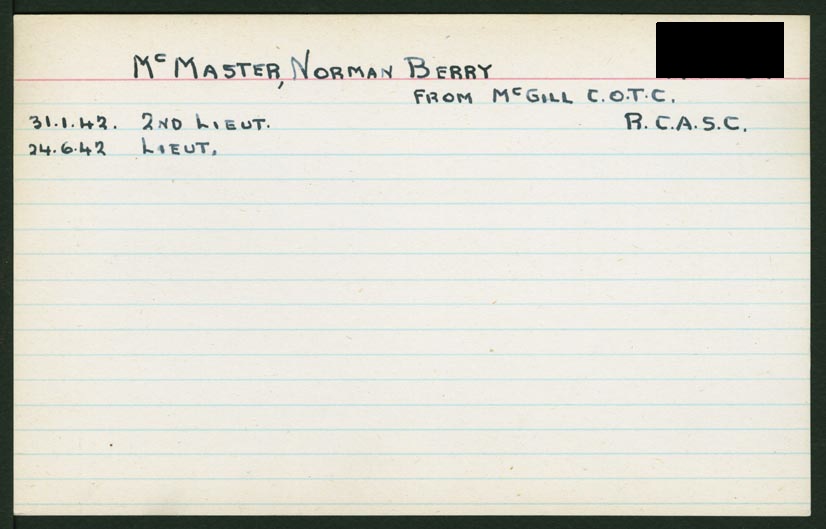 McMASTER, NORMAN BERRY
FROM McGILL C.O.T.C.
31.1.42. 2ND LIEUT. R.C.A.S.C.
24.6.42 LIEUT.